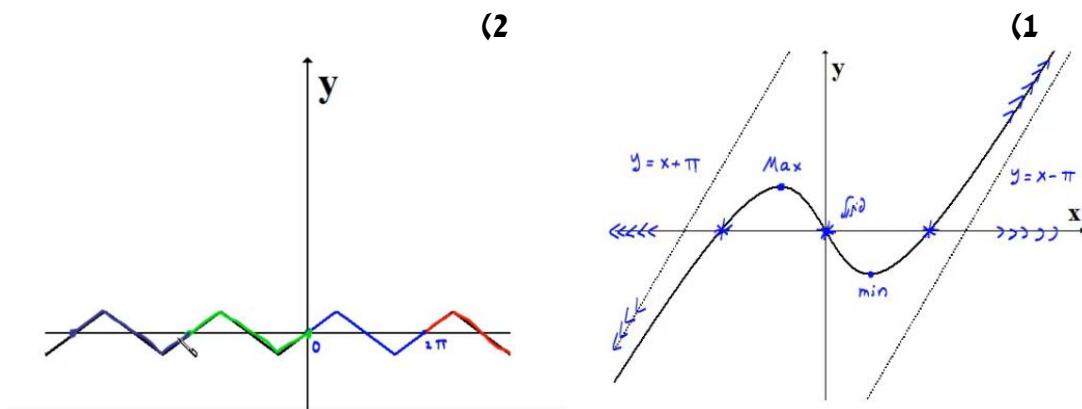 (2
(1
y
0
2π
y
y = x + π
Max
y = x - π
x
min